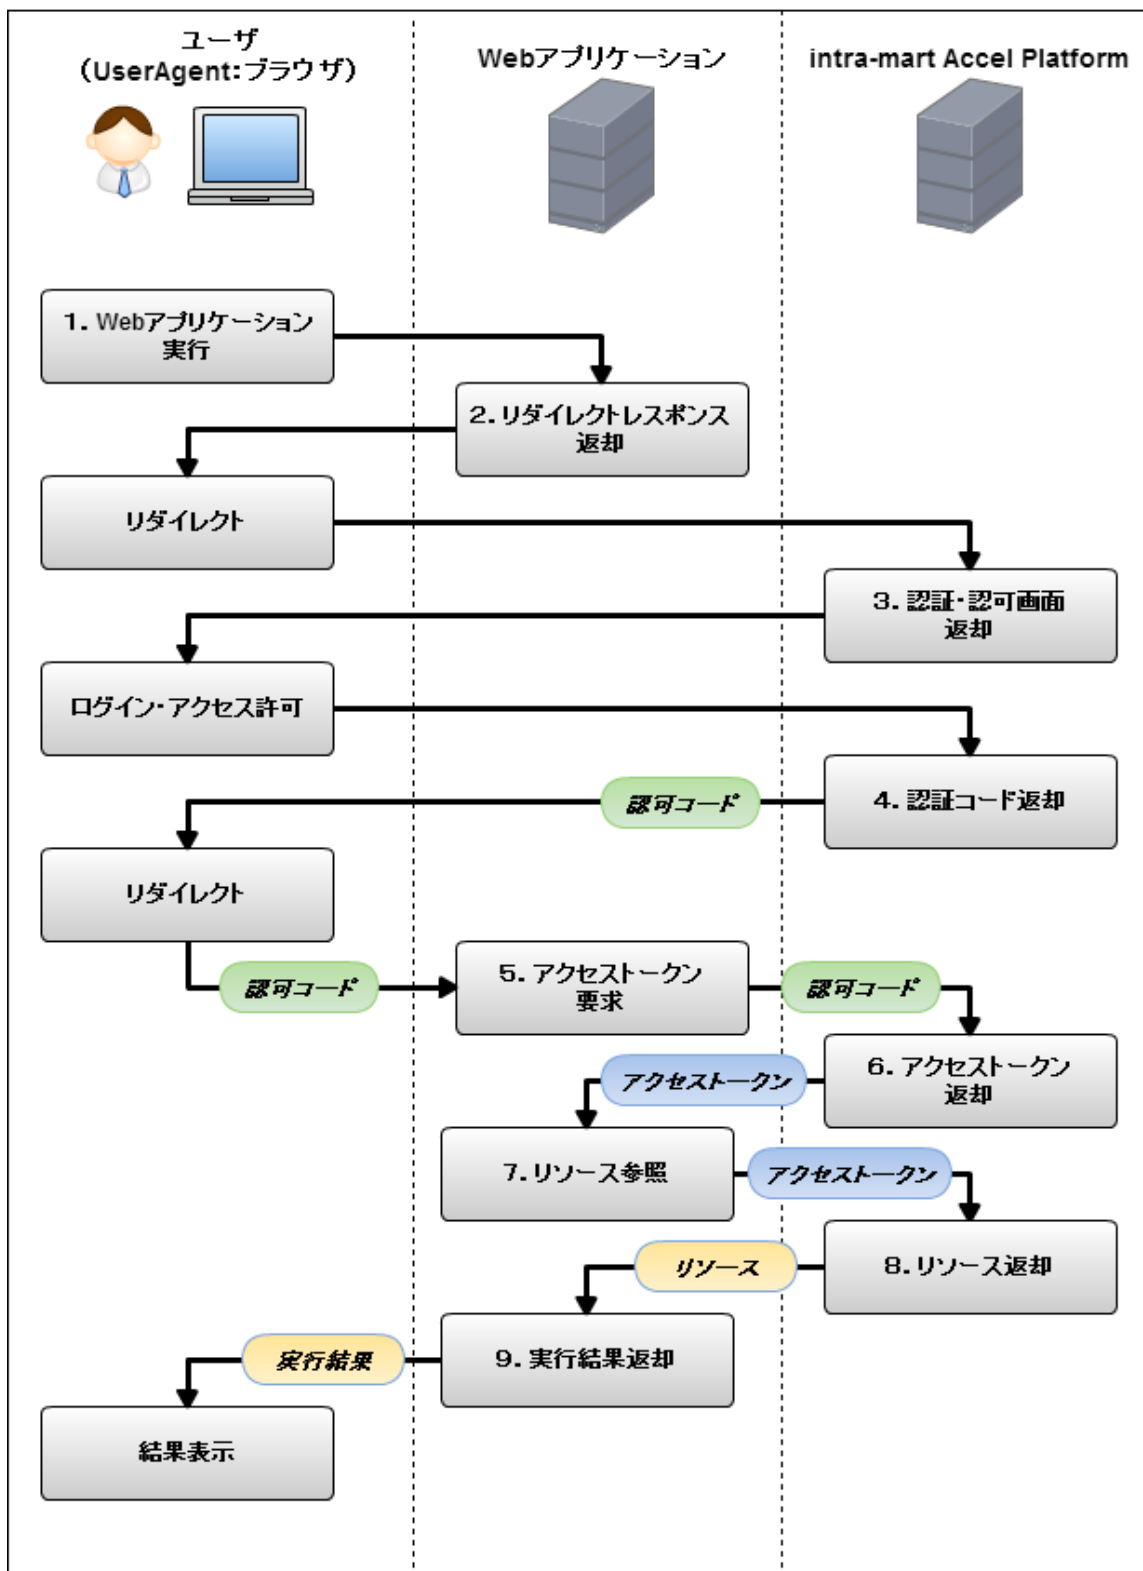 ユーザ
（UserAgent：ブラウザ）
Webアプリケーション
intra-mart Accel Platform
1．Webアプリケーション
実行
2．リダイレクトレスポンス
返却
リダイレクト
3．認証・認可画面
返却
ログイン・アクセス許可
認可コード
4．認証コード返却
リダイレクト
認可コード
5．アクセストークン
要求
認可コード
6．アクセストークン
返却
アクセストークン
7．リソース参照
アクセストークン
8．リソース返却
リソース
9．実行結果返却
実行結果
結果表示